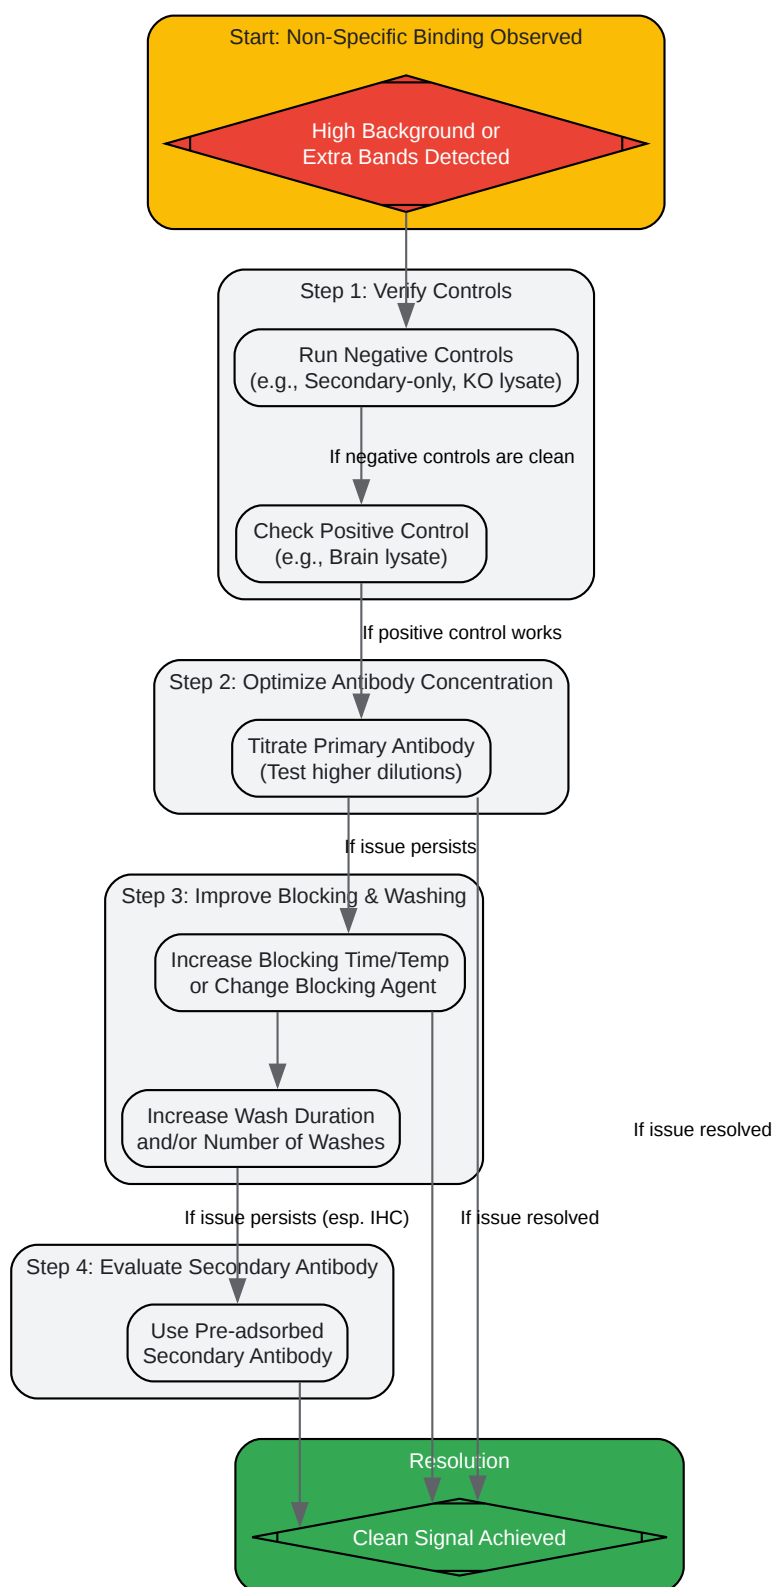 Start: Non-Specific Binding Observed
High Background or
Extra Bands Detected
Step 1: Verify Controls
Run Negative Controls
(e.g., Secondary-only, KO lysate)
If negative controls are clean
Check Positive Control
(e.g., Brain lysate)
If positive control works
Step 2: Optimize Antibody Concentration
Titrate Primary Antibody
(Test higher dilutions)
If issue persists
Step 3: Improve Blocking & Washing
Increase Blocking Time/Temp
or Change Blocking Agent
Increase Wash Duration
and/or Number of Washes
If issue resolved
If issue persists (esp. IHC)
If issue resolved
Step 4: Evaluate Secondary Antibody
Use Pre-adsorbed
Secondary Antibody
Resolution
Clean Signal Achieved